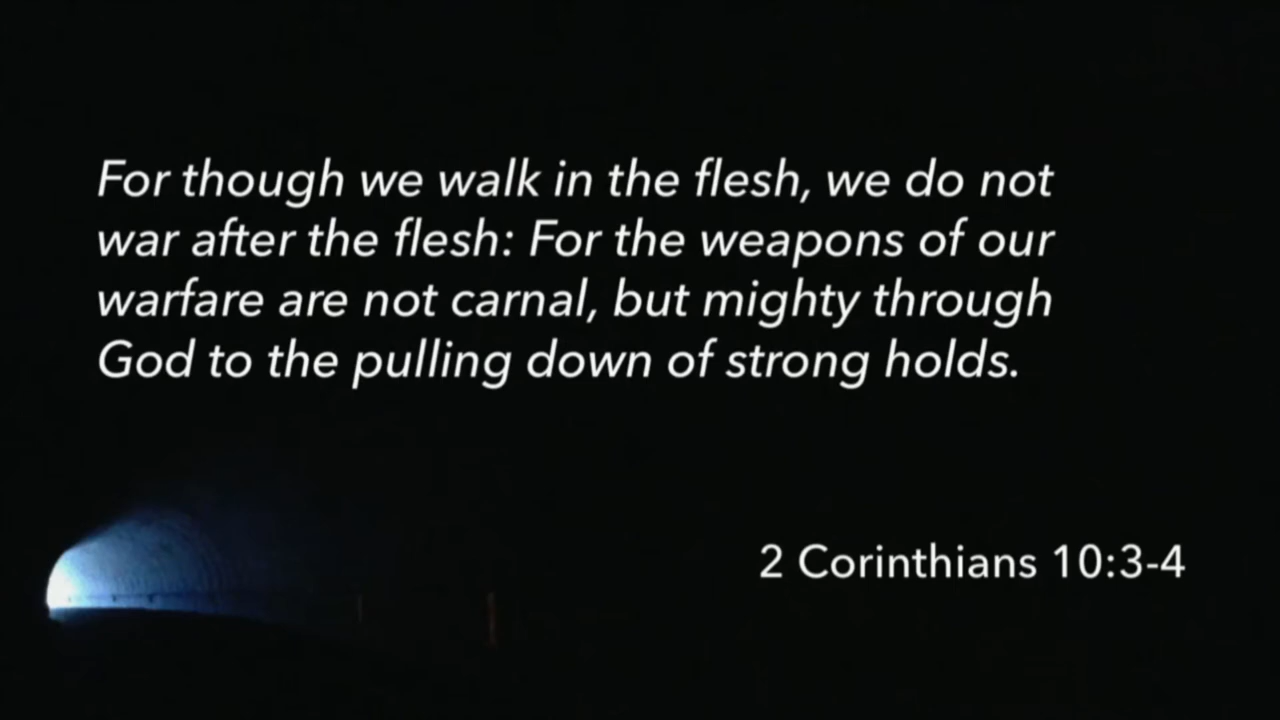 For though we walk in the flesh, we do not
war after the flesh: For the weapons of our
warfare are not carnal, but mighty through
God to the pulling down of strong holds.
2 Corinthians 10:3-4